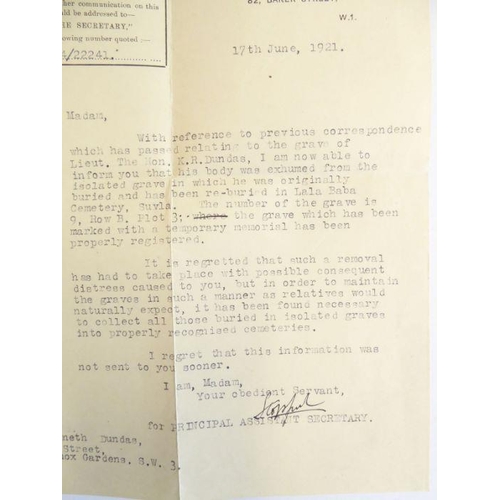 her communication on this
uld be addressed to—
HE SECRETARY,"
owing number quoted :—
4/22241.
82, BAKER STREET,
W.1.
17th June, 1921.
Madam,
With reference to previous correspondence
which has passed relating to the grave of
Lieut. The Hon. K.R.Dundas, I am now able to
inform you that his body was exhumed from the
isolated grave in which he was originally
buried and has been re-buried in Lala Baba
Cemetery, Suvla. The number of the grave is
9, Row B. Plot 3; where the grave which has been
marked with a temporary memorial has been
properly registered.
It is regretted that such a removal
has had to take place with possible consequent
distress caused to you, but in order to maintain
the graves in such a manner as relatives would
naturally expect, it has been found necessary
to collect all those buried in isolated graves
into properly recognised cemeteries.
I regret that this information was
not sent to you sooner.
I am, Madam,
Your obedient Servant,
for PRINCIPAL ASSISTANT SECRETARY.
neth Dundas,
Street,
ox Gardens. S.W. 3.